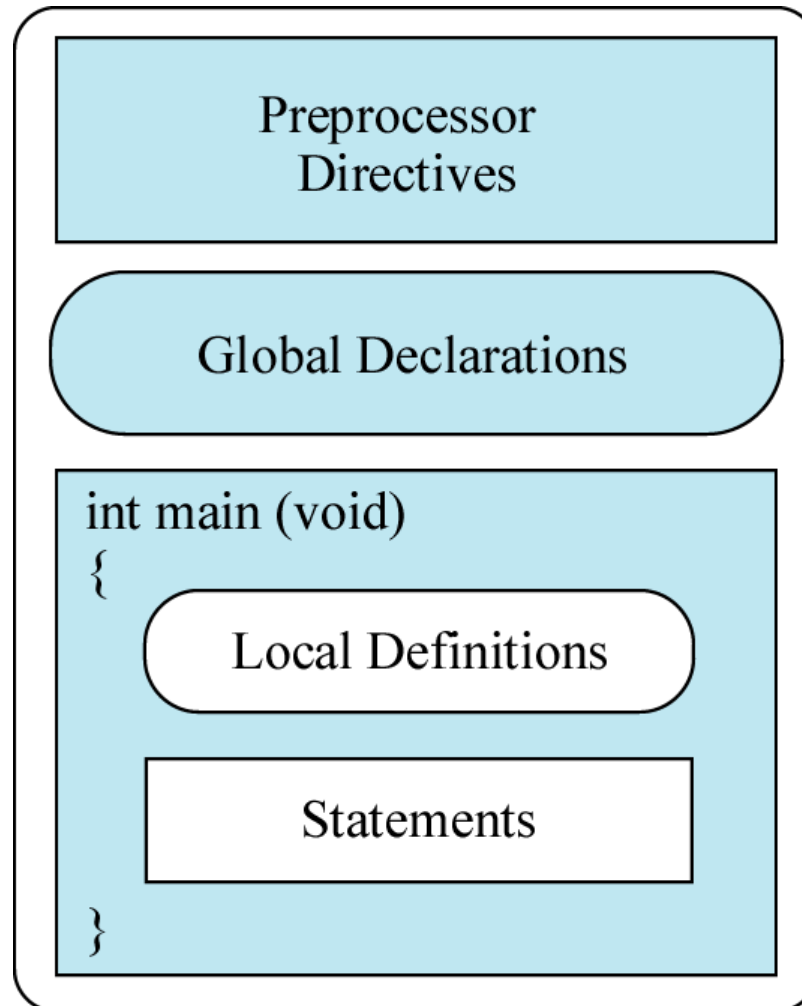 Preprocessor
Directives
Global Declarations
int main (void)
{
Local Definitions
Statements
}